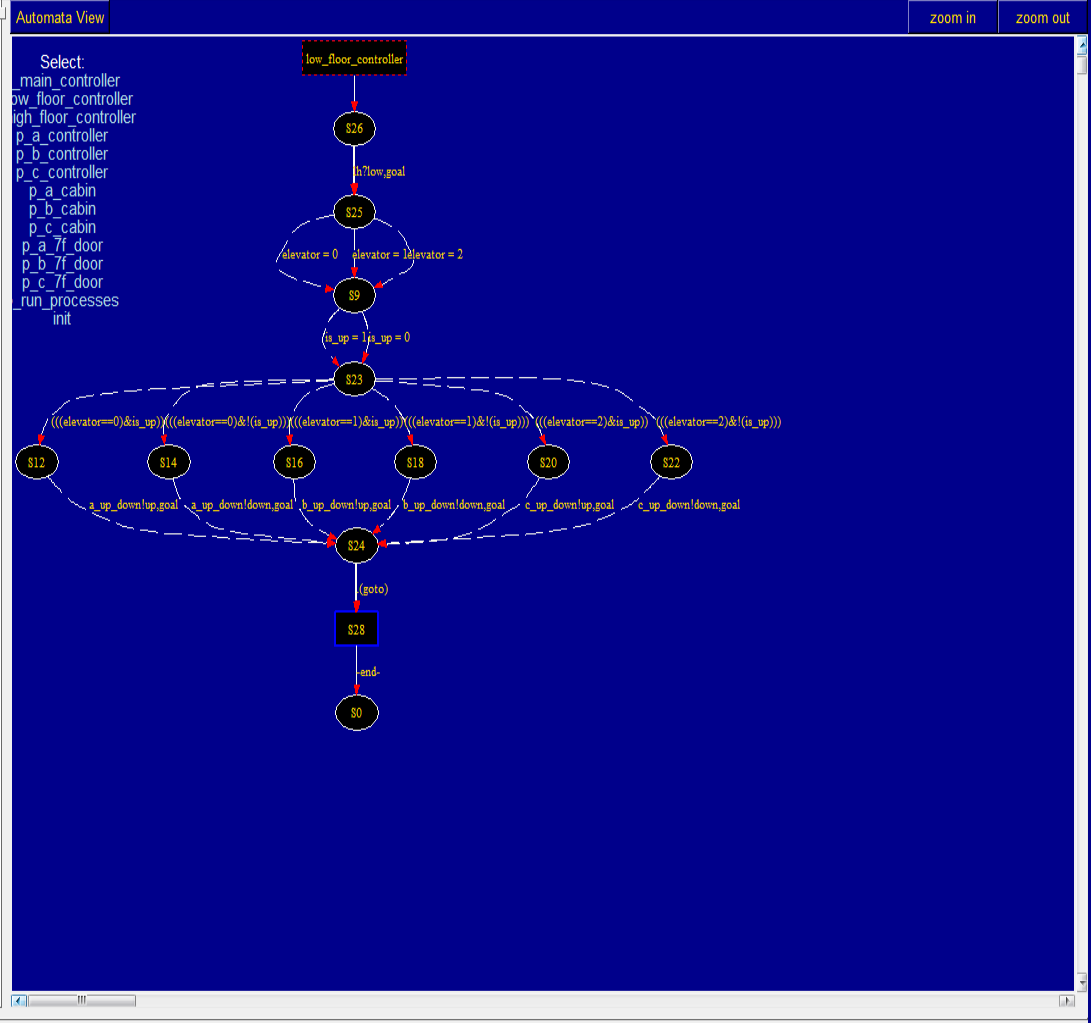 Automata View
zoom in
zoom out
Select:
_main_controller
ow_floor_controller
igh_floor_controller
p_a_controller
p_b_controller
p_c_controller
p_a_cabin
p_b_cabin
p_c_cabin
p_a_7f_door
p_b_7f_door
p_c_7f_door
_run_processes
init
low_floor_controller
S26
h?low,goal
S25
elevator = 0
elevator = 1
elevator = 2
S9
is_up = 1
is_up = 0
S23
(((elevator==0)&is_up))
(((elevator==0)&!(is_up)))
(((elevator==1)&is_up))
(((elevator==1)&!(is_up)))
(((elevator==2)&is_up))
(((elevator==2)&!(is_up)))
S12
S14
S16
S18
S20
S22
a_up_down!up,goal
a_up_down!down,goal
b_up_down!up,goal
b_up_down!down,goal
c_up_down!up,goal
c_up_down!down,goal
S24
.(goto)
S28
-end-
S0